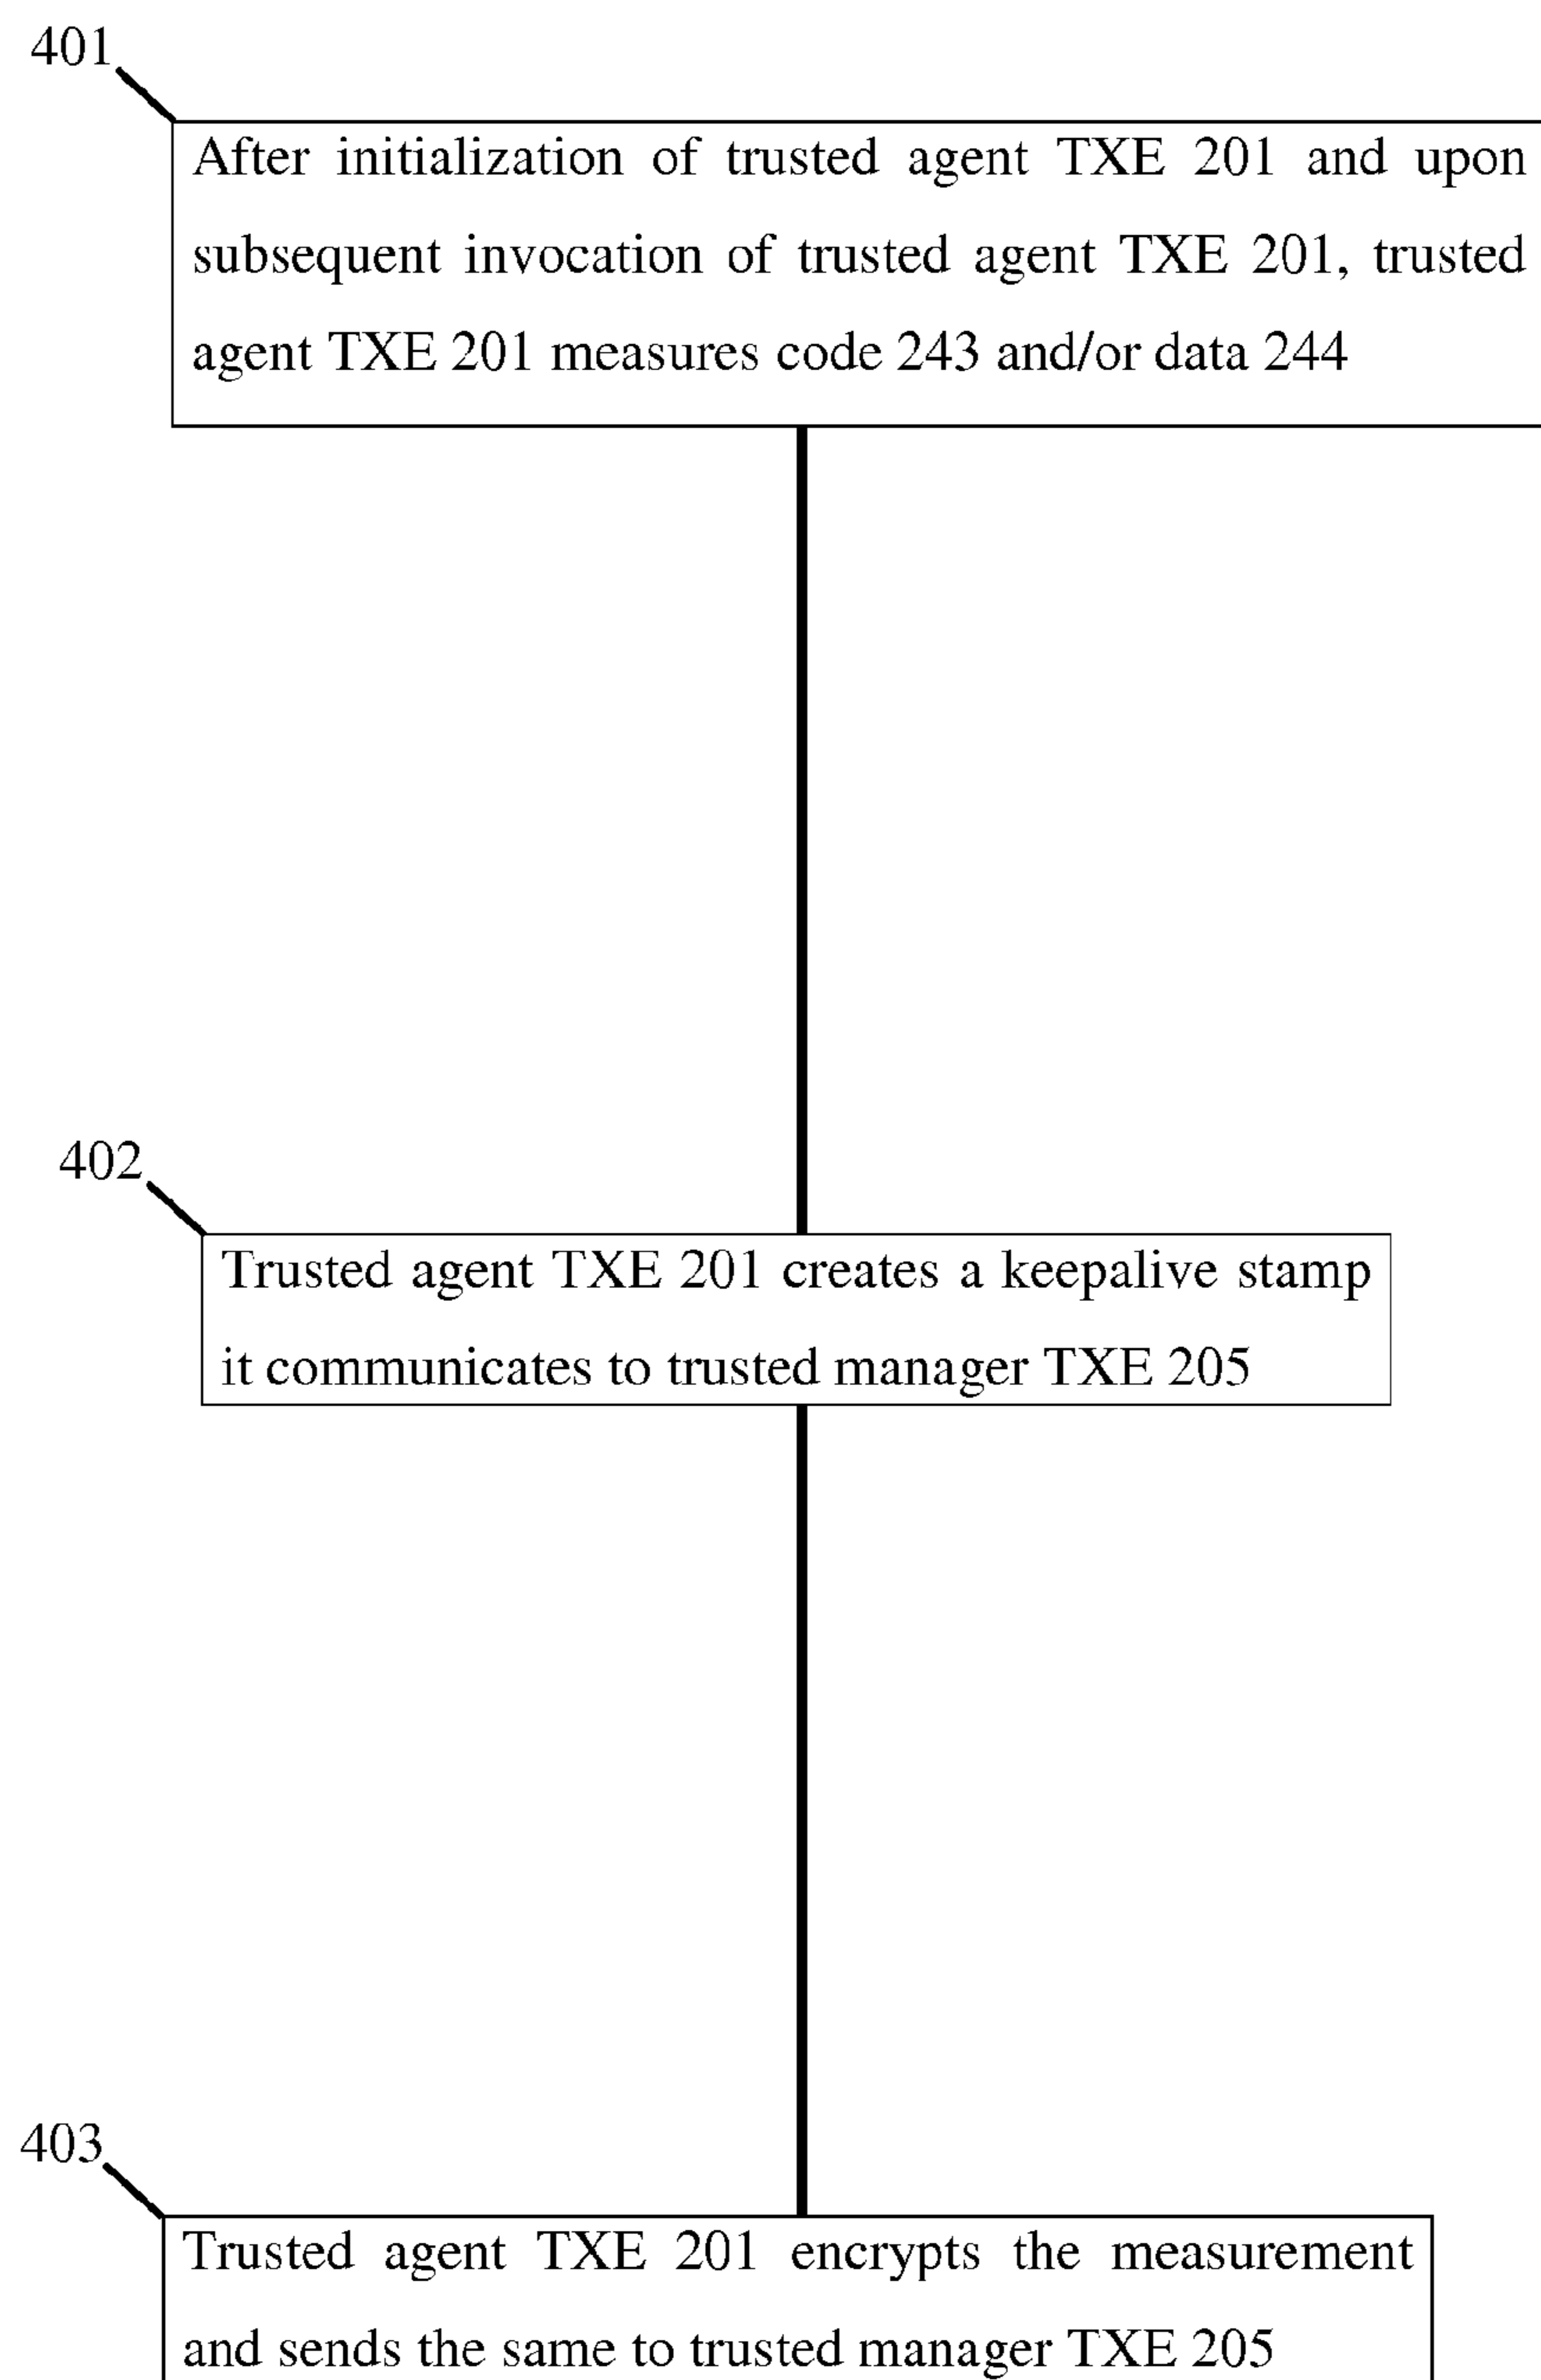 401
After initialization of trusted agent TXE 201 and upon
subsequent invocation of trusted agent TXE 201, trusted
agent TXE 201 measures code 243 and/or data 244
402
Trusted agent TXE 201 creates a keepalive stamp
it communicates to trusted manager TXE 205
403
Trusted agent TXE 201 encrypts the measurement
and sends the same to trusted manager TXE 205